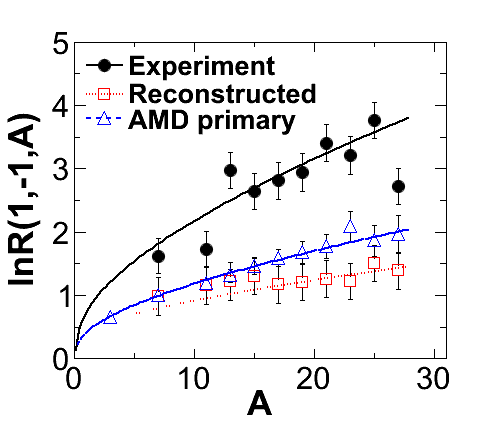 5
4
3
2
1
0
lnR(1,-1,A)
Experiment
Reconstructed
AMD primary
0 10 20 30
A